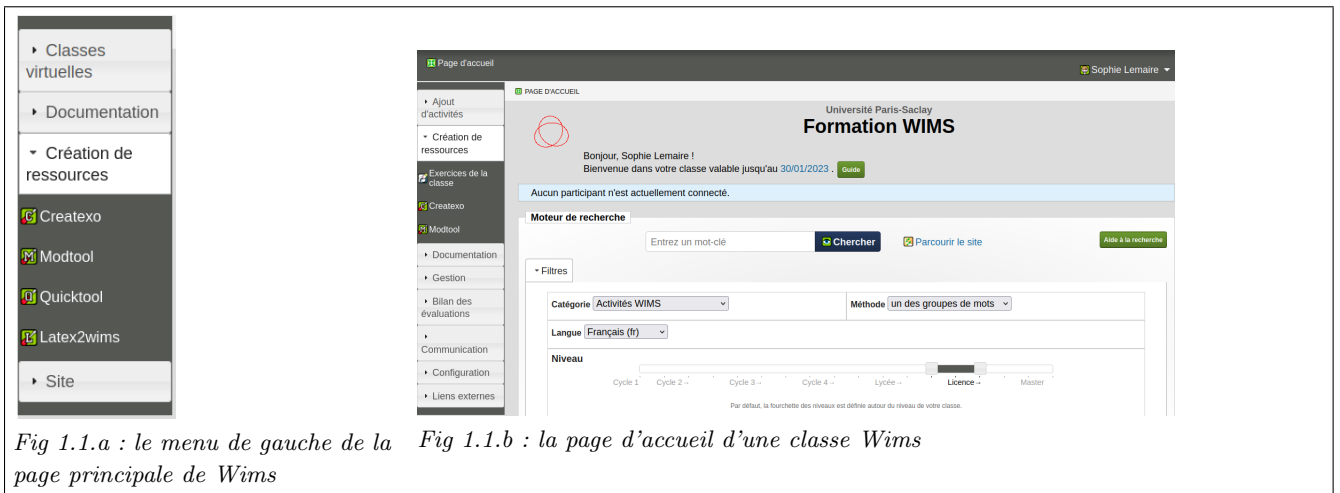 Classes
virtuelles
Documentation
Création de
ressources
Createxo
Modtool
Quicktool
Latex2wims
Site
Fig 1.1.a : le menu de gauche de la
page principale de Wims
Page d'accueil
Sophie Lemaire
PAGE D'ACCUEIL
Ajout
d'activités
Création de
ressources
Exercices de la
classe
Createxo
Modtool
Documentation
Gestion
Bilan des
évaluations
Communication
Configuration
Liens externes
Université Paris-Saclay
Formation WIMS
Bonjour, Sophie Lemaire !
Bienvenue dans votre classe valable jusqu'au 30/01/2023 . Guide
Aucun participant n'est actuellement connecté.
Moteur de recherche
Entrez un mot-clé Chercher Parcourir le site Aide à la recherche
Filtres
Catégorie Activités WIMS Méthode un des groupes de mots
Langue Français (fr)
Niveau
Cycle 1 Cycle 2→ Cycle 3→ Cycle 4→ Lycée→ Licence→ Master
Par défaut, la fourchette des niveaux est définie autour du niveau de votre classe.
Fig 1.1.b : la page d'accueil d'une classe Wims